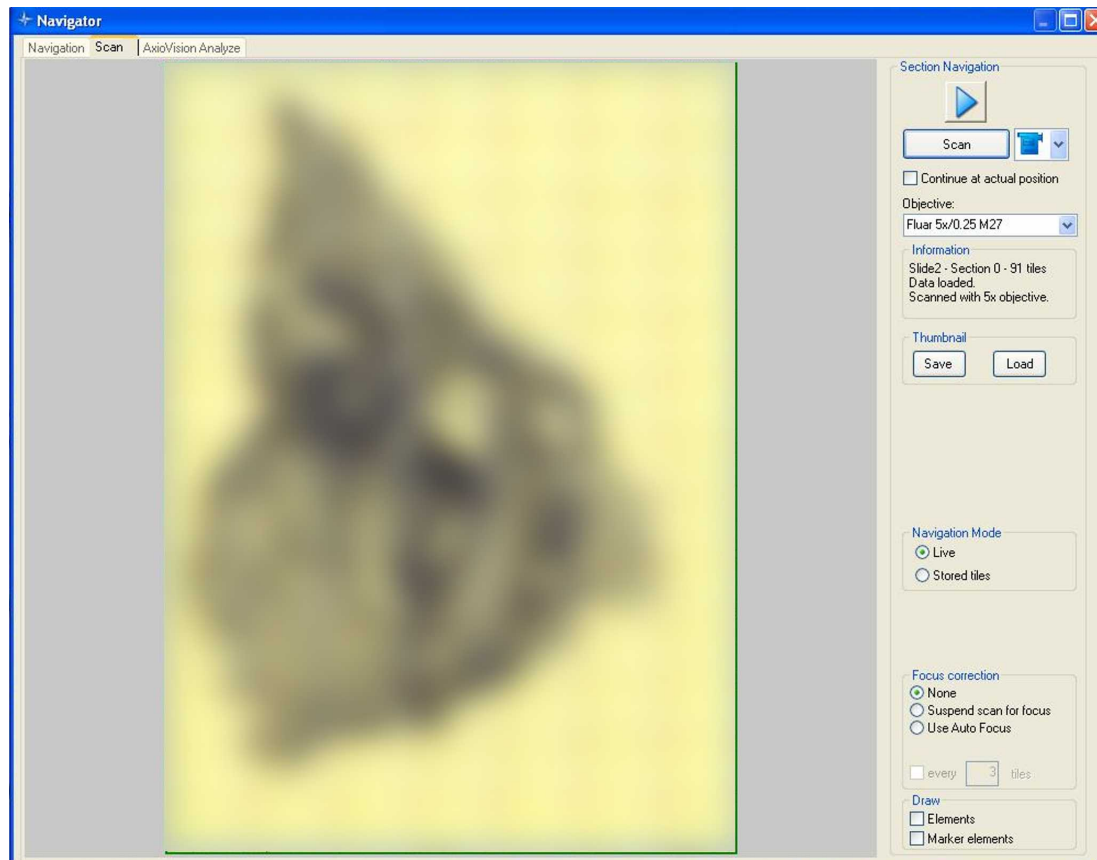 Navigator
Navigation Scan AxioVision Analyze
Section Navigation
Scan
Continue at actual position
Objective:
Fluar 5x/0.25 M27
Information
Slide2 - Section 0 - 91 tiles
Data loaded.
Scanned with 5x objective.
Thumbnail
Save Load
Navigation Mode
Live
Stored tiles
Focus correction
None
Suspend scan for focus
Use Auto Focus
every 3 tiles
Draw
Elements
Marker elements